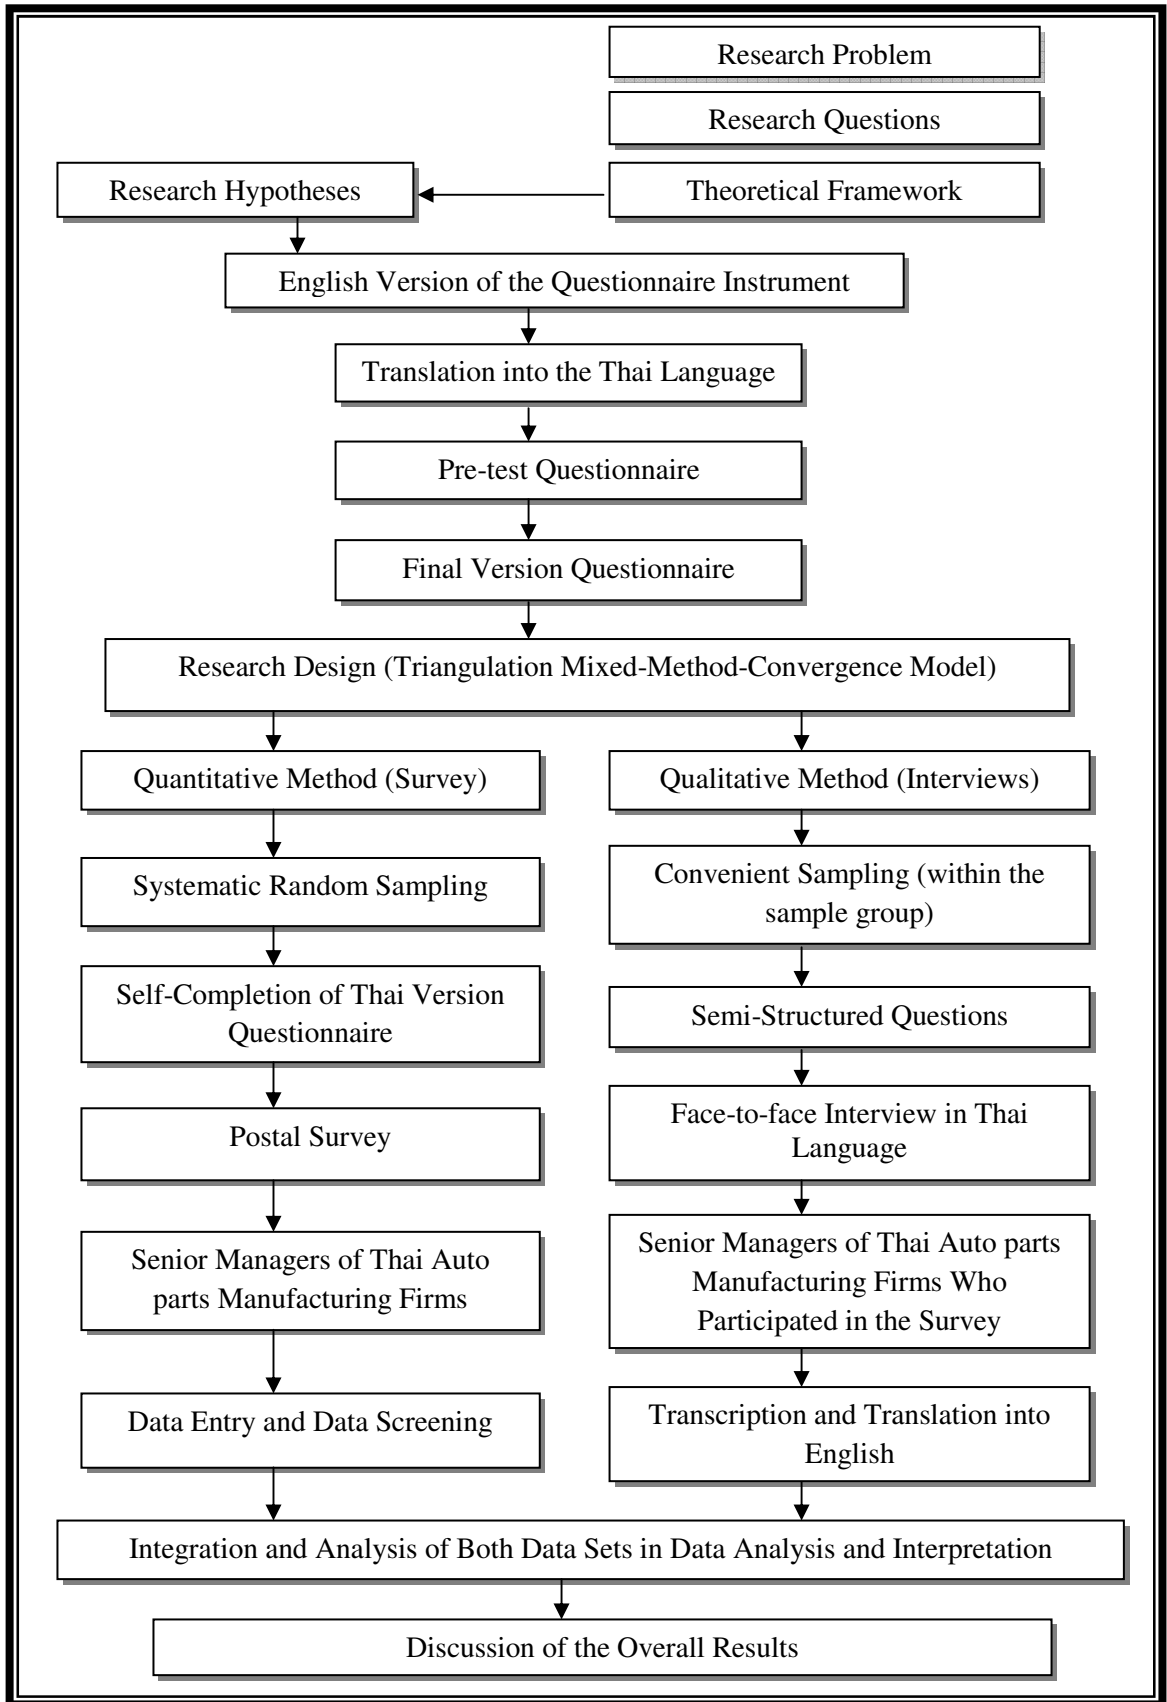 Research Problem
Research Questions
Research Hypotheses
Theoretical Framework
English Version of the Questionnaire Instrument
Translation into the Thai Language
Pre-test Questionnaire
Final Version Questionnaire
Research Design (Triangulation Mixed-Method-Convergence Model)
Quantitative Method (Survey)
Systematic Random Sampling
Self-Completion of Thai Version
Questionnaire
Postal Survey
Senior Managers of Thai Auto
parts Manufacturing Firms
Data Entry and Data Screening
Qualitative Method (Interviews)
Convenient Sampling (within the
sample group)
Semi-Structured Questions
Face-to-face Interview in Thai
Language
Senior Managers of Thai Auto parts
Manufacturing Firms Who
Participated in the Survey
Transcription and Translation into
English
Integration and Analysis of Both Data Sets in Data Analysis and Interpretation
Discussion of the Overall Results